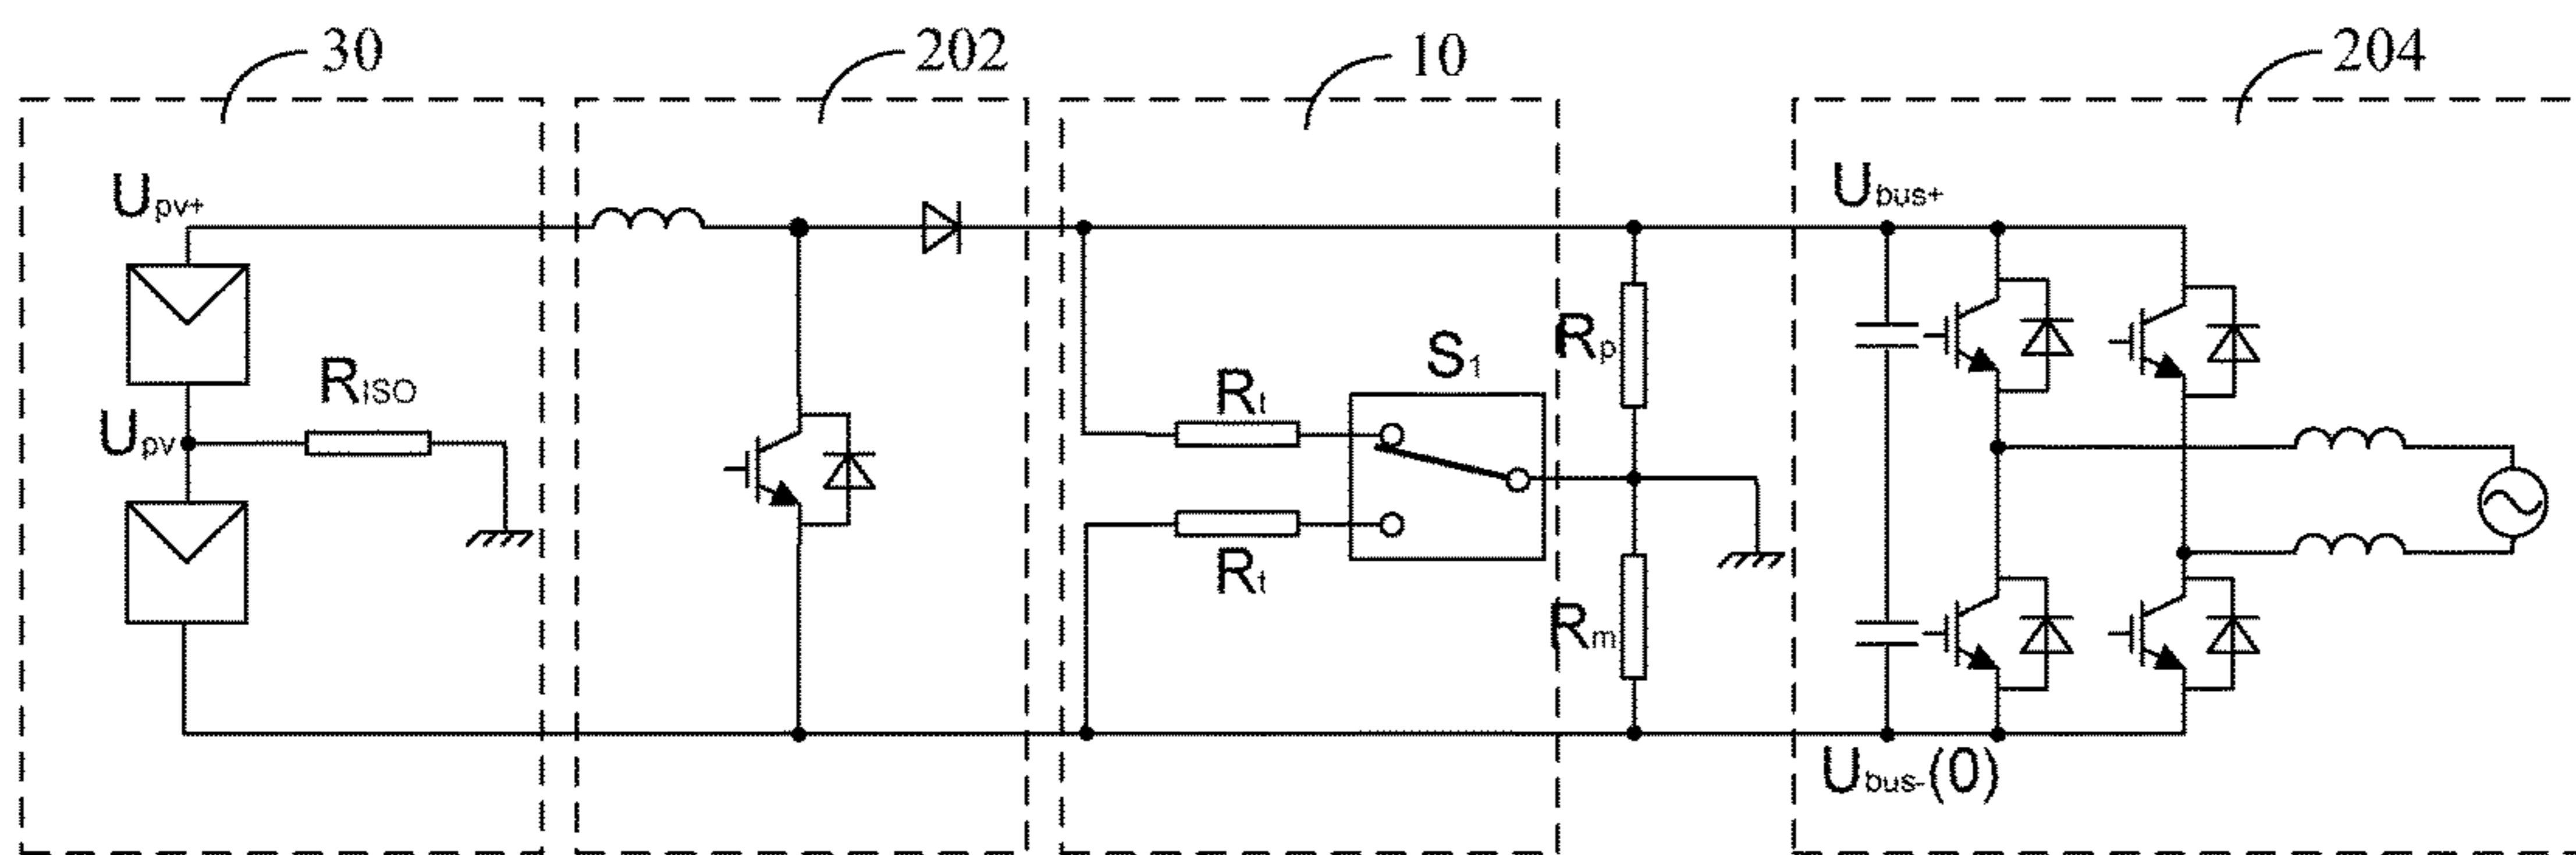 30
202
10
204
Upv+
Ubus+
S1
Rp
RISO
Rt
Upv
Rt
Rm
Ubus-(0)